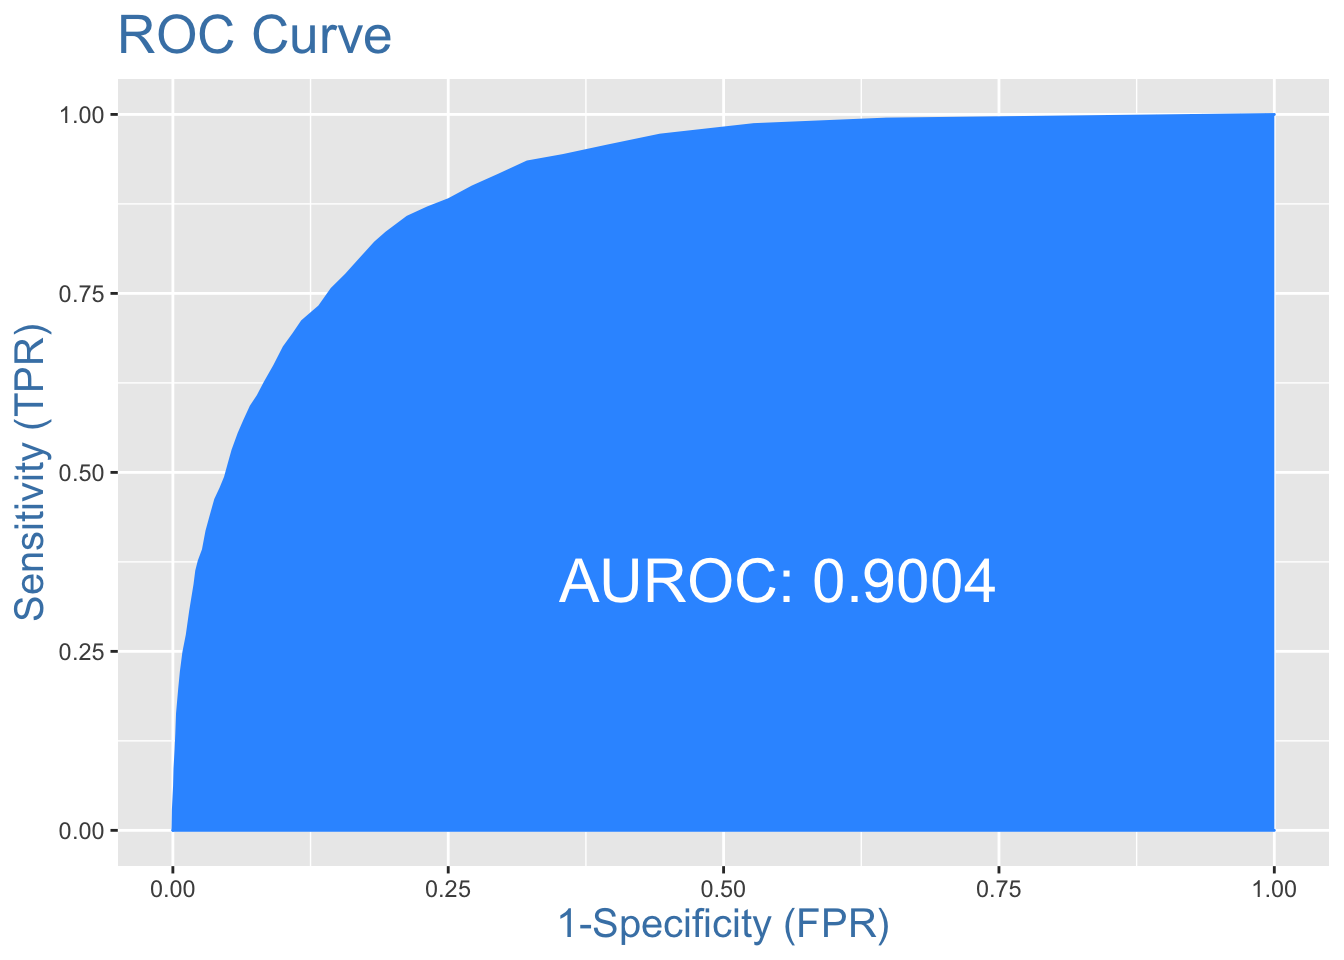 ROC Curve
1.00
0.75
0.50
0.25
0.00
Sensitivity (TPR)
AUROC: 0.9004
0.00 0.25 0.50 0.75 1.00
1-Specificity (FPR)